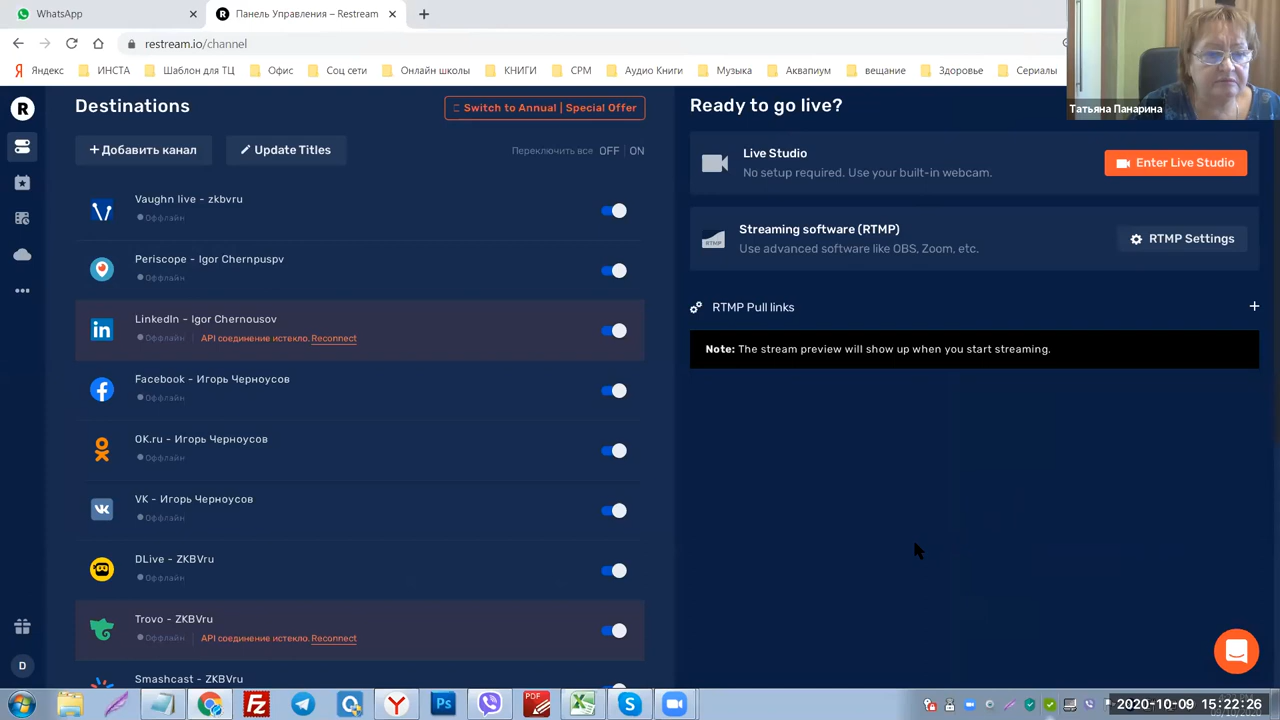 WhatsApp
Панель Управления – Restream
restream.io/channel
Яндекс
ИНСТА
Шаблон для ТЦ
Офис
Соц сети
Онлайн школы
КНИГИ
СРМ
Аудио Книги
Музыка
Аквапиум
вещание
Здоровье
Сериалы
Татьяна Панарина
Destinations
Switch to Annual | Special Offer
+ Добавить канал
Update Titles
Переключить все OFF | ON
Vaughn live - zkbvru
Оффлайн
Periscope - Igor Chernpuspv
Оффлайн
LinkedIn - Igor Chernousov
Оффлайн | API соединение истекло. Reconnect
Facebook - Игорь Черноусов
Оффлайн
OK.ru - Игорь Черноусов
Оффлайн
VK - Игорь Черноусов
Оффлайн
DLive - ZKBVru
Оффлайн
Trovo - ZKBVru
Оффлайн | API соединение истекло. Reconnect
Smashcast - ZKBVru
Ready to go live?
Live Studio
No setup required. Use your built-in webcam.
Enter Live Studio
Streaming software (RTMP)
Use advanced software like OBS, Zoom, etc.
RTMP Settings
RTMP Pull links
Note: The stream preview will show up when you start streaming.
2020-10-09 15:22:26